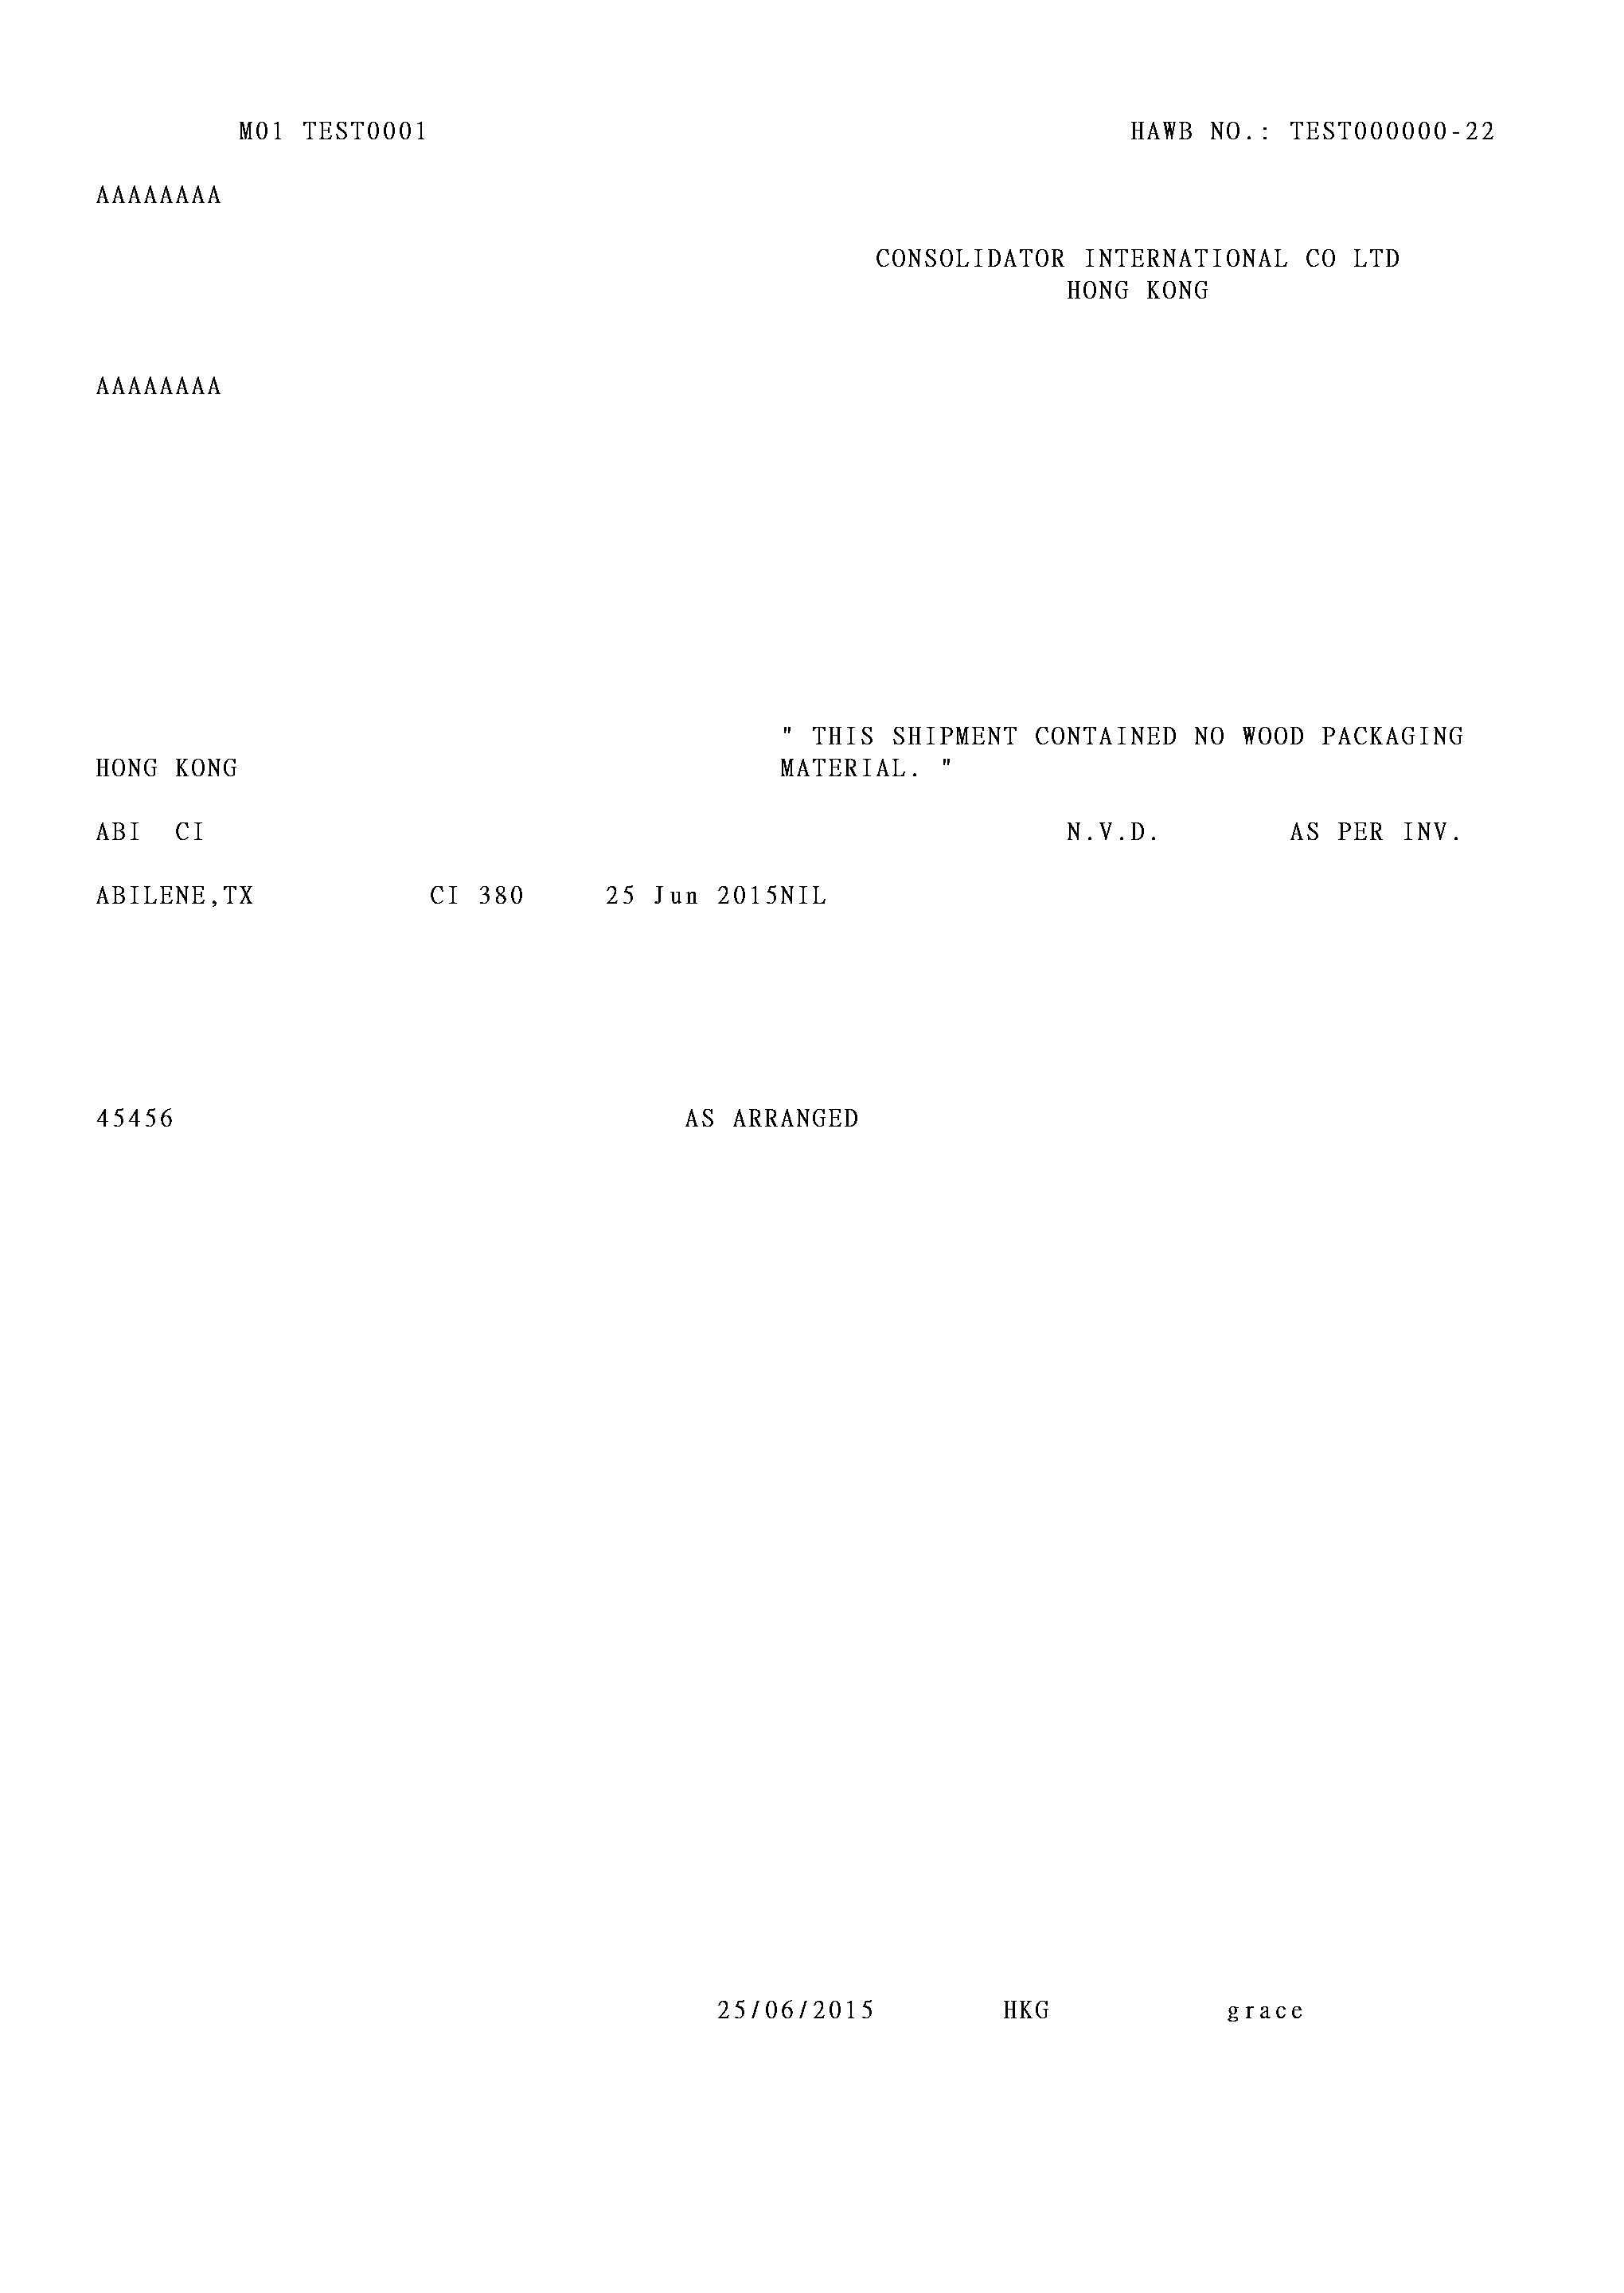 M01 TEST0001 HAWB NO.: TEST000000-22
AAAAAAAA
CONSOLIDATOR INTERNATIONAL CO LTD
HONG KONG
AAAAAAAA
" THIS SHIPMENT CONTAINED NO WOOD PACKAGING
HONG KONG MATERIAL. "
ABI CI N.V.D. AS PER INV.
ABILENE,TX CI 380 25 Jun 2015NIL
45456 AS ARRANGED
25/06/2015 HKG grace